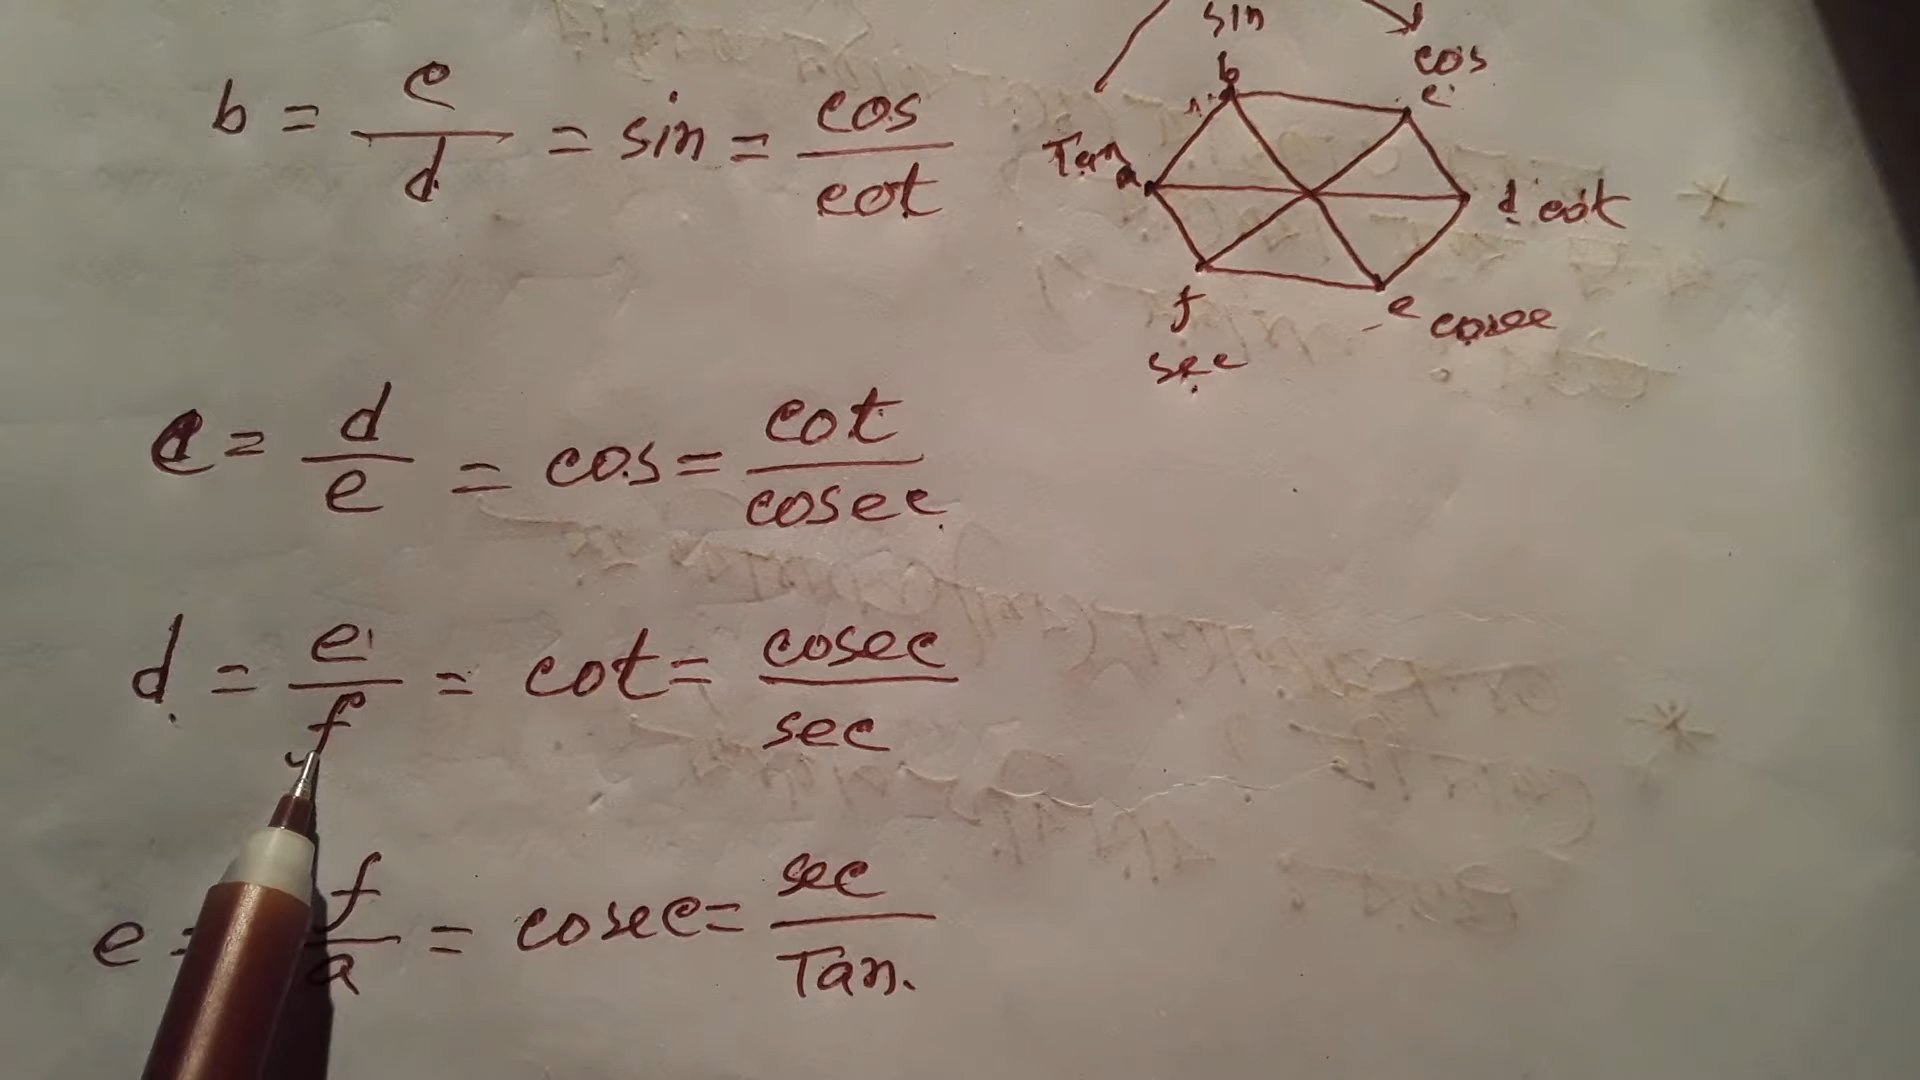 sin
cos
b
c
Tan
a
d cot
f
e cosec
sec
b = c/d = sin = cos/cot
c = d/e = cos = cot/cosec
d = e/f = cot = cosec/sec
e = f/a = cosec = sec/Tan.